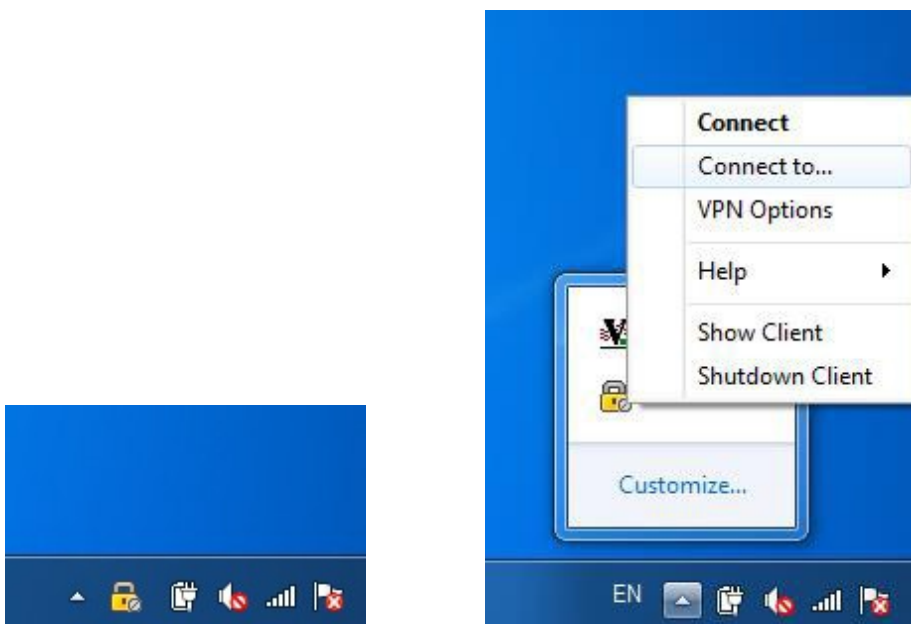 Connect
Connect to...
VPN Options
Help
Show Client
Shutdown Client
V
Customize...
EN